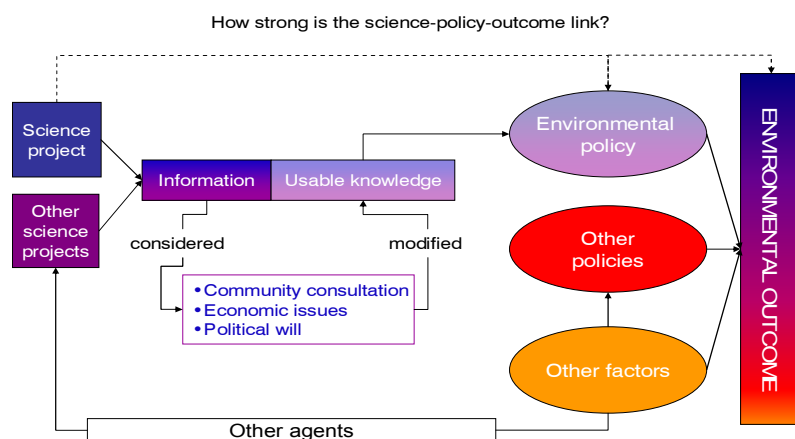 How strong is the science-policy-outcome link?
Science
project
Environmental
policy
Information
Usable knowledge
Other
science
projects
considered
modified
Other
policies
• Community consultation
• Economic issues
• Political will
Other factors
Other agents
ENVIRONMENTAL OUTCOME